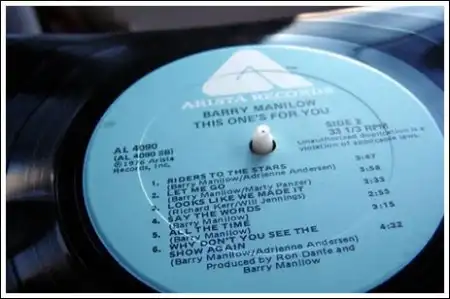 ARISTA RECORDS
BARRY MANILOW
THIS ONE'S FOR YOU
AL 4090
(AL 4090 SB)
℗ 1976 Arista
Records, Inc.
SIDE 2
33 1/3 RPM
Unauthorized duplication is a
violation of applicable laws.
1. RIDERS TO THE STARS 3:47
(Barry Manilow/Adrienne Andersen)
2. LET ME GO 3:58
(Barry Manilow/Marty Panzer)
3. LOOKS LIKE WE MADE IT 3:33
(Richard Kerr/Will Jennings)
4. SAY THE WORDS 2:53
(Barry Manilow)
5. ALL THE TIME 3:15
(Barry Manilow)
6. WHY DON'T YOU SEE THE
SHOW AGAIN 4:32
(Barry Manilow/Adrienne Andersen)
Produced by Ron Dante and
Barry Manilow